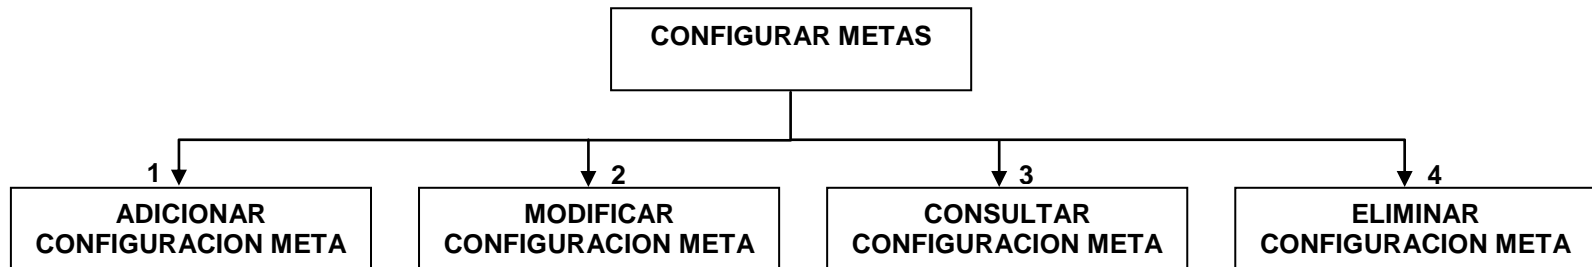 CONFIGURAR METAS
1
2
3
4
ADICIONAR
CONFIGURACION META
MODIFICAR
CONFIGURACION META
CONSULTAR
CONFIGURACION META
ELIMINAR
CONFIGURACION META